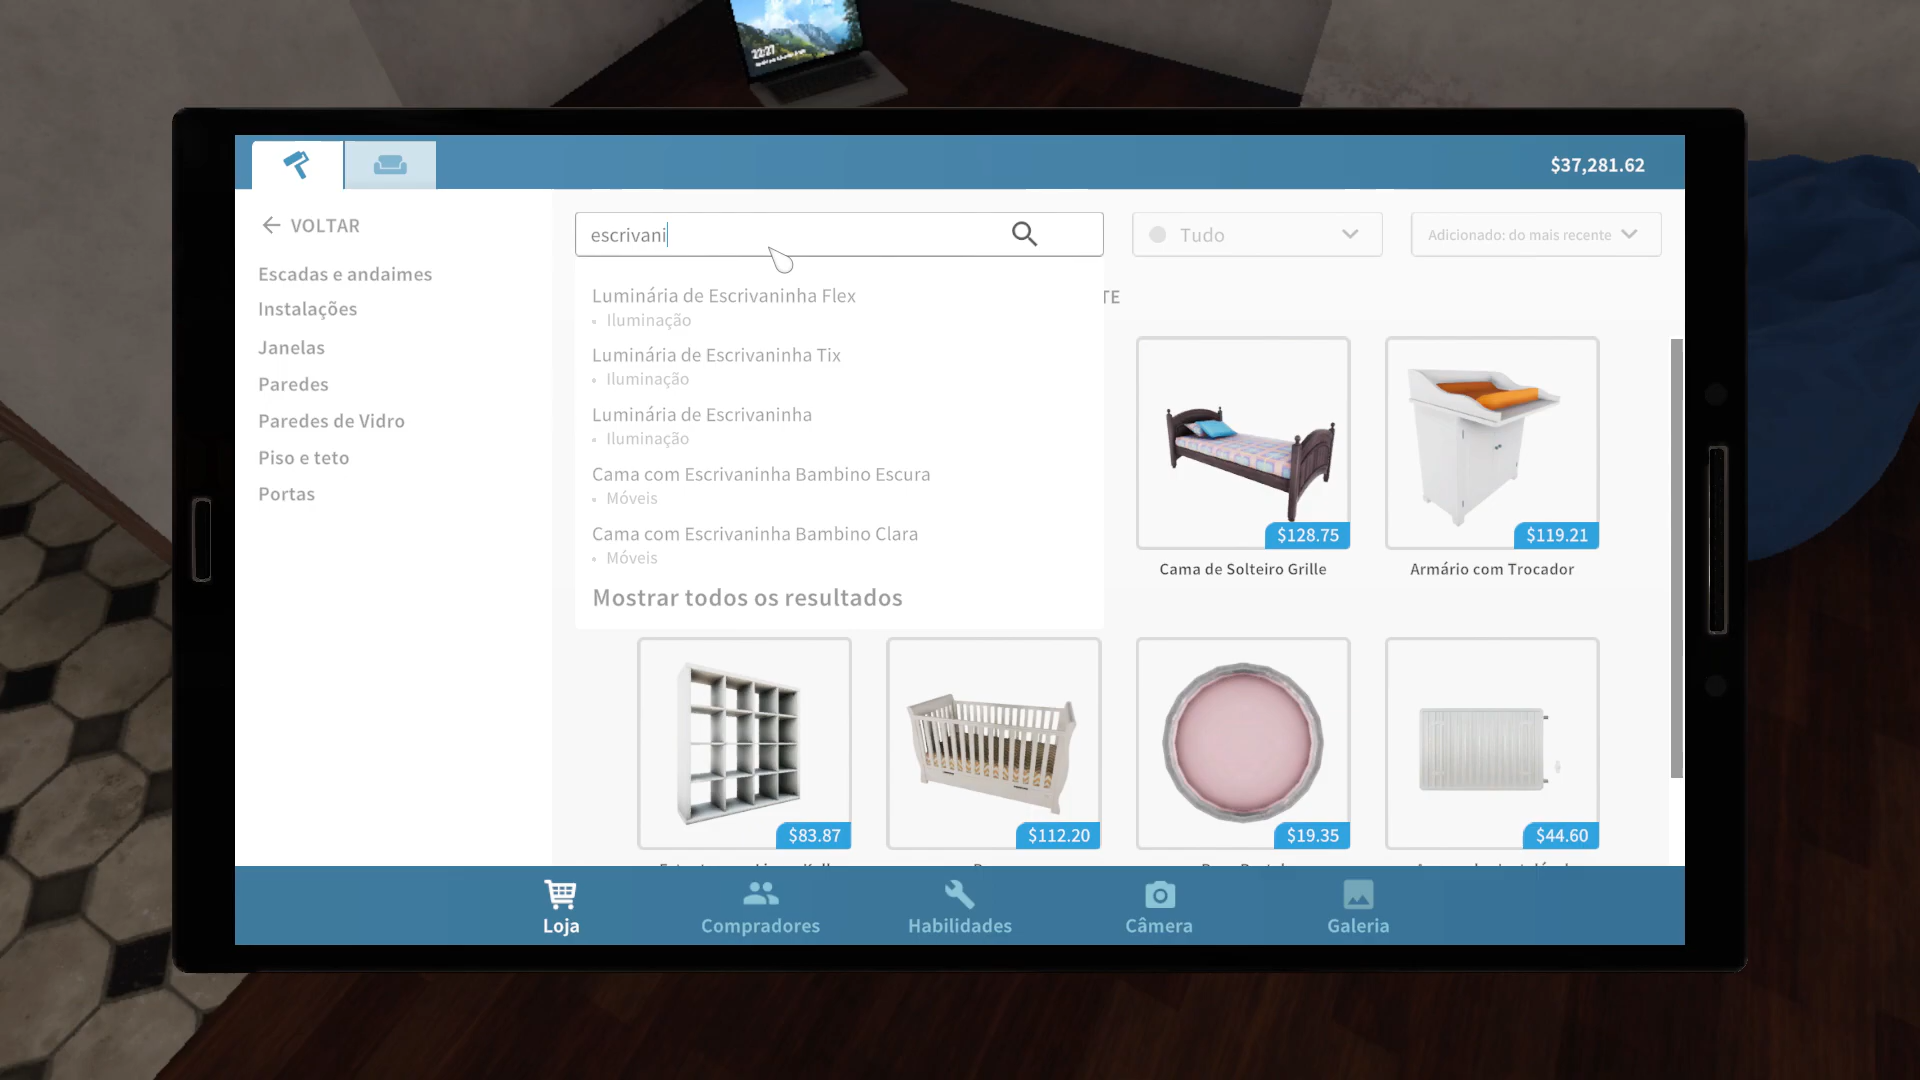 22:27
$37,281.62
VOLTAR
escrivani
Tudo
Adicionado: do mais recente
Escadas e andaimes
Instalações
Janelas
Paredes
Paredes de Vidro
Piso e teto
Portas
Luminária de Escrivaninha Flex
• Iluminação
Luminária de Escrivaninha Tix
• Iluminação
Luminária de Escrivaninha
• Iluminação
Cama com Escrivaninha Bambino Escura
• Móveis
Cama com Escrivaninha Bambino Clara
• Móveis
Mostrar todos os resultados
TE
$128.75
$119.21
Cama de Solteiro Grille
Armário com Trocador
$83.87
$112.20
$19.35
$44.60
Loja
Compradores
Habilidades
Câmera
Galeria